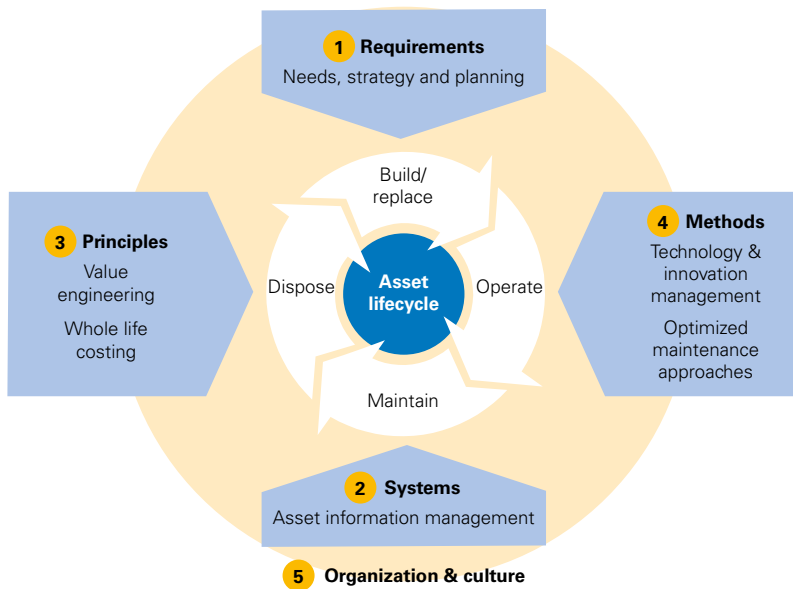 1 Requirements
Needs, strategy and planning
Build/
replace
3 Principles
Value
engineering
Whole life
costing
Dispose
Asset
lifecycle
Operate
4 Methods
Technology &
innovation
management
Optimized
maintenance
approaches
Maintain
2 Systems
Asset information management
5 Organization & culture